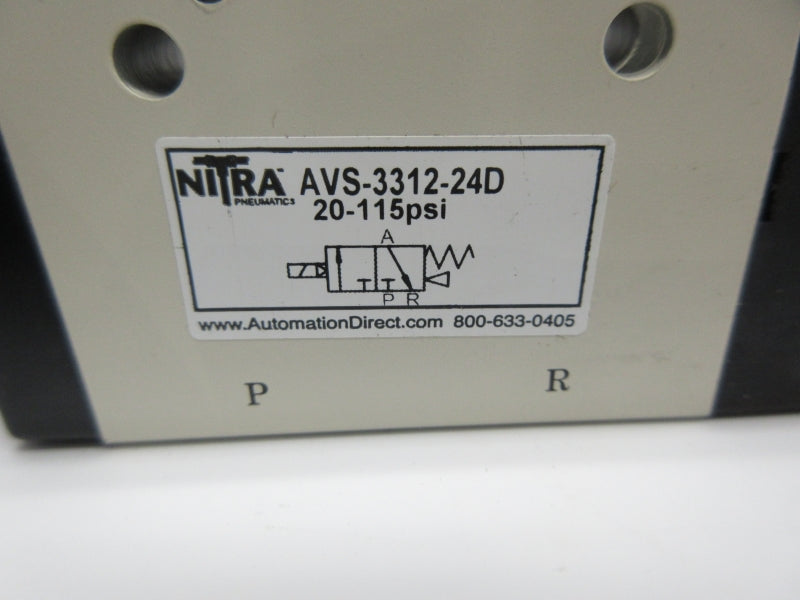 NITRA AVS-3312-24D
PNEUMATICS
20-115psi
A
P R
www.AutomationDirect.com 800-633-0405
P R